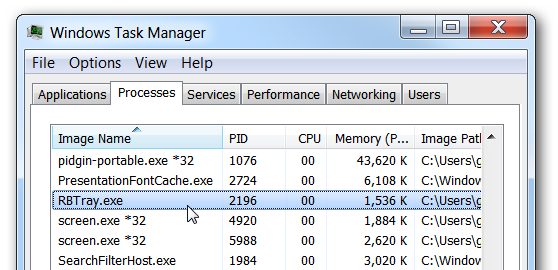 Windows Task Manager
File Options View Help
Applications Processes Services Performance Networking Users
Image Name PID CPU Memory (P... Image Pat
pidgin-portable.exe *32 1076 00 43,620 K C:\Users\g
PresentationFontCache.exe 2724 00 6,108 K C:\Window
RBTray.exe 2196 00 1,536 K C:\Users\g
screen.exe *32 4920 00 1,884 K C:\Users\g
screen.exe *32 5988 00 2,620 K C:\Users\g
SearchFilterHost.exe 1984 00 3,020 K C:\Window